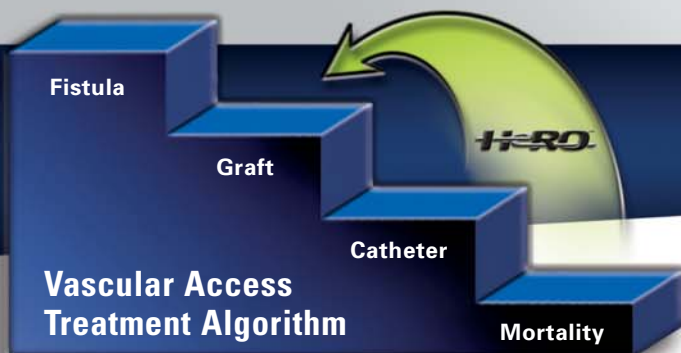 Fistula
HeRO
Graft
Catheter
Vascular Access
Treatment Algorithm
Mortality